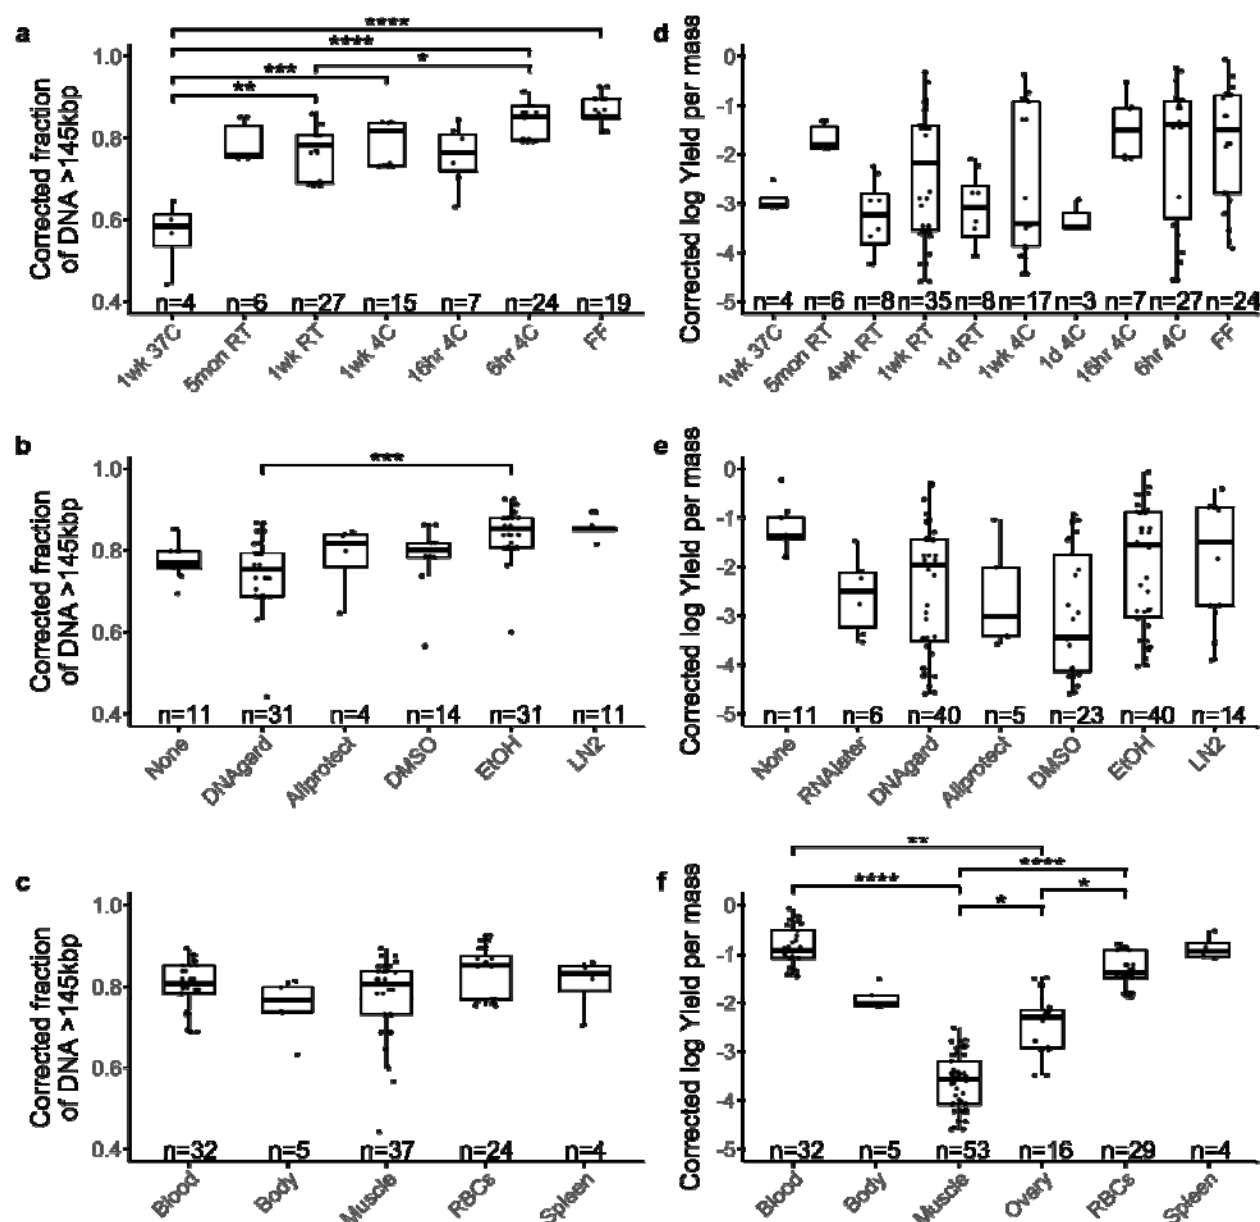 a
Corrected fraction
of DNA >145kbp
1.0
0.8
0.6
0.4
****
****
*
***
**
n=4 n=6 n=27 n=15 n=7 n=24 n=19
1wk 37C 5mon RT 1wk RT 1wk 4C 16hr 4C 6hr 4C FF
d
Corrected log Yield per mass
-0
-1
-2
-3
-4
-5
n=4 n=6 n=8 n=35 n=8 n=17 n=3 n=7 n=27 n=24
1wk 37C 5mon RT 4wk RT 1wk RT 1d RT 1wk 4C 1d 4C 16hr 4C 6hr 4C FF
b
Corrected fraction
of DNA >145kbp
1.0
0.8
0.6
0.4
***
n=11 n=31 n=4 n=14 n=31 n=11
None DNAgard Allprotect DMSO EtOH LN2
e
Corrected log Yield per mass
-0
-1
-2
-3
-4
-5
n=11 n=6 n=40 n=5 n=23 n=40 n=14
None RNAlater DNAgard Allprotect DMSO EtOH LN2
c
Corrected fraction
of DNA >145kbp
1.0
0.8
0.6
0.4
n=32 n=5 n=37 n=24 n=4
Blood Body Muscle RBCs Spleen
f
Corrected log Yield per mass
-0
-1
-2
-3
-4
-5
**
****
****
*
*
n=32 n=5 n=53 n=16 n=29 n=4
Blood Body Muscle Overy RBCs Spleen